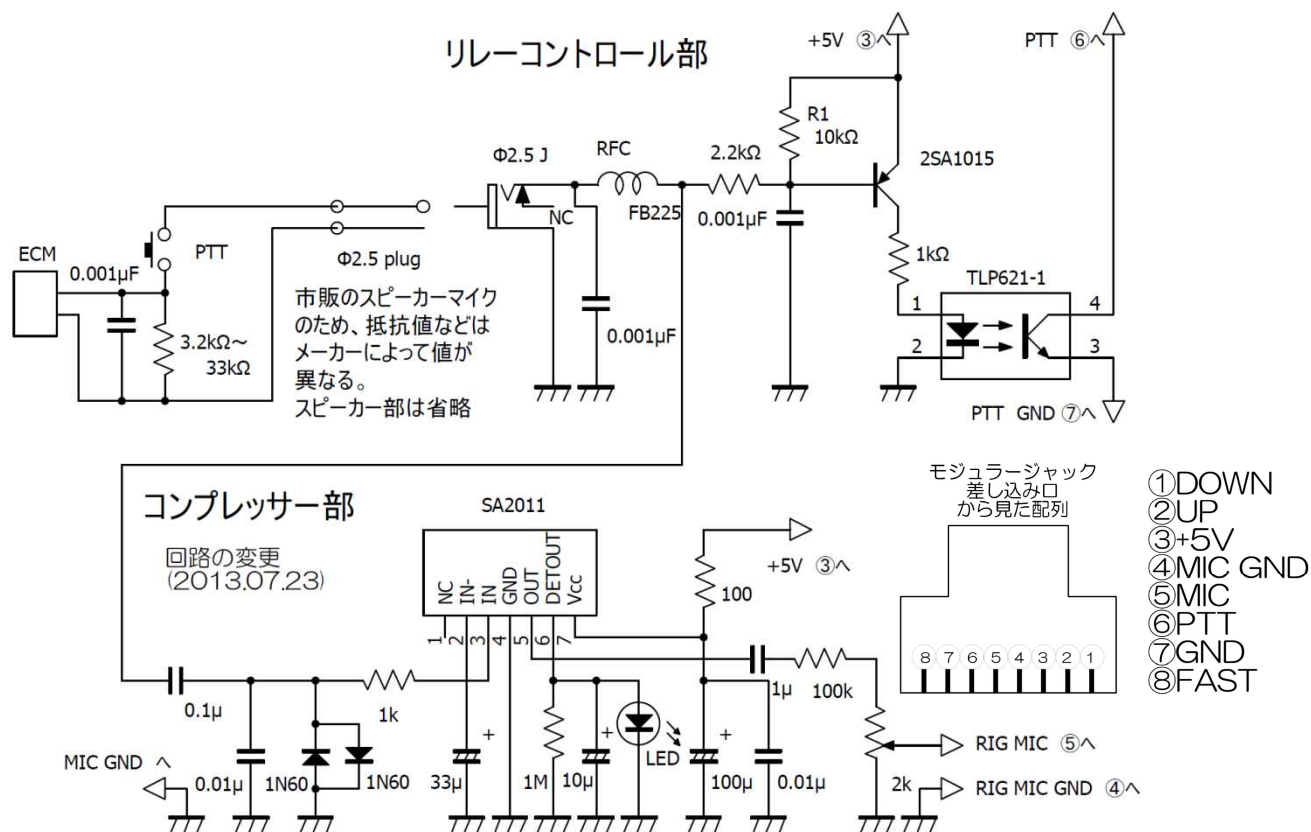 リレーコントロール部
+5V ③へ
PTT ⑥へ
R1
10kΩ
2SA1015
Φ2.5 J
RFC
2.2kΩ
NC
FB225
0.001μF
1kΩ
TLP621-1
1
2
4
3
PTT GND ⑦へ
ECM
0.001μF
PTT
3.2kΩ～
33kΩ
Φ2.5 plug
市販のスピーカーマイク
のため、抵抗値などは
メーカーによって値が
異なる。
スピーカー部は省略
0.001μF
コンプレッサー部
回路の変更
(2013.07.23)
SA2011
NC
IN-
IN
GND
OUT
DETOUT
Vcc
1 2 3 4 5 6 7
+5V ③へ
100
0.1μ
1k
1μ
100k
MIC GND へ
0.01μ
1N60
1N60
33μ
+
1M
10μ
+
LED
100μ
+
0.01μ
2k
RIG MIC ⑤へ
RIG MIC GND ④へ
モジュラージャック
差し込み口
から見た配列
⑧⑦⑥⑤④③②①
①DOWN
②UP
③+5V
④MIC GND
⑤MIC
⑥PTT
⑦GND
⑧FAST